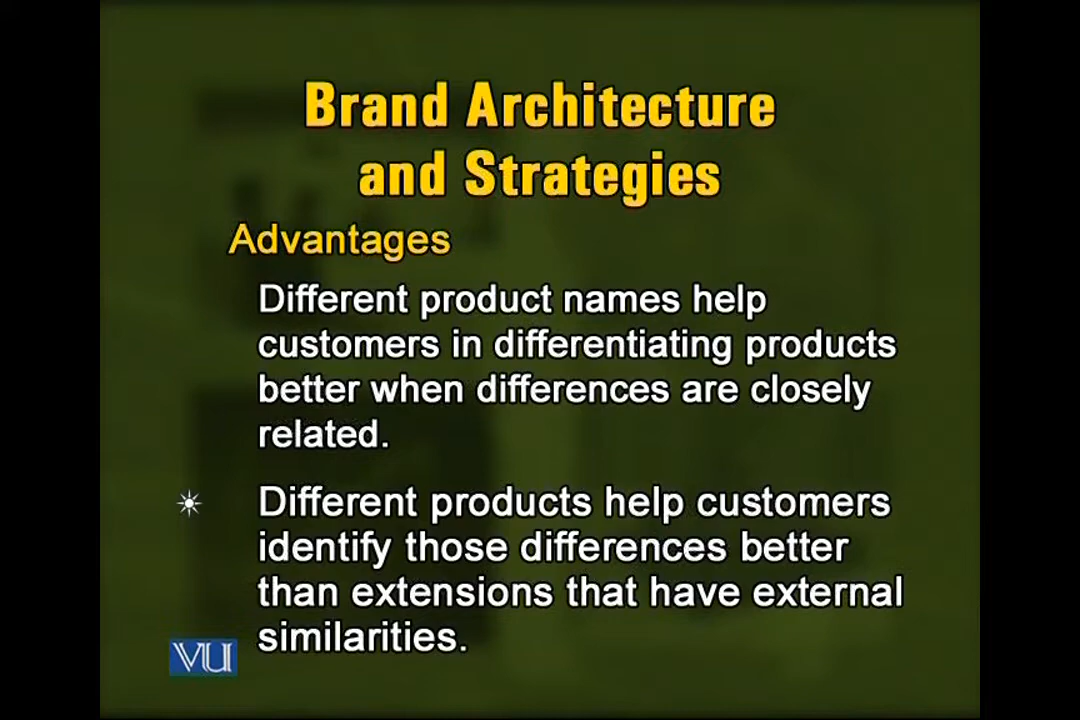 Brand Architecture
and Strategies
Advantages
Different product names help
customers in differentiating products
better when differences are closely
related.
Different products help customers
identify those differences better
than extensions that have external
similarities.
VU